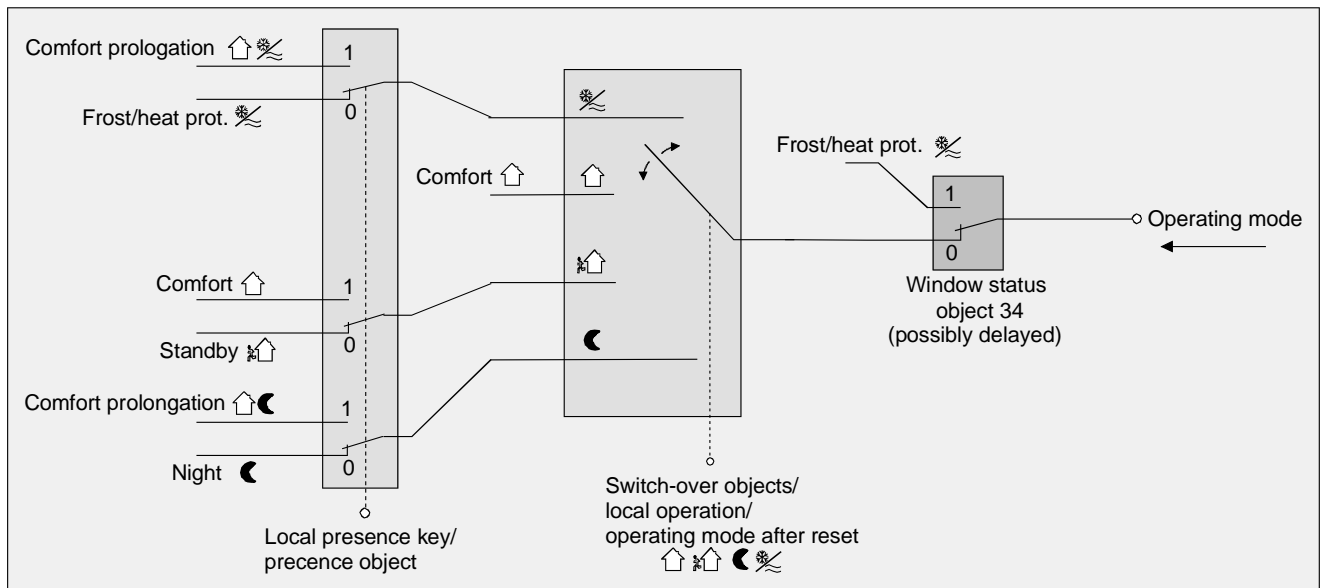 Comfort prologation
1
0
Frost/heat prot.
Comfort
Frost/heat prot.
1
0
Operating mode
Window status
object 34
(possibly delayed)
Comfort
1
0
Standby
Comfort prolongation
1
0
Night
Local presence key/
precence object
Switch-over objects/
local operation/
operating mode after reset